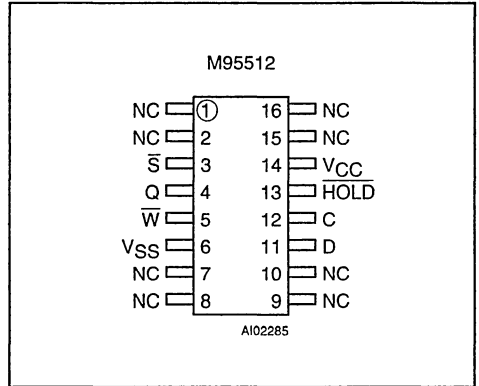 M95512
NC 1 16 NC
NC 2 15 NC
S̅ 3 14 VCC
Q 4 13 H̅O̅L̅D̅
W̅ 5 12 C
VSS 6 11 D
NC 7 10 NC
NC 8 9 NC
AI02285